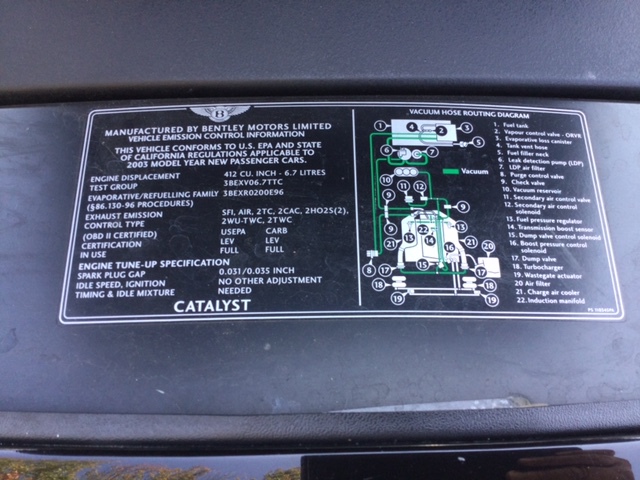 MANUFACTURED BY BENTLEY MOTORS LIMITED
VEHICLE EMISSION CONTROL INFORMATION
THIS VEHICLE CONFORMS TO U.S. EPA AND STATE
OF CALIFORNIA REGULATIONS APPLICABLE TO
2003 MODEL YEAR NEW PASSENGER CARS.
ENGINE DISPLACEMENT 412 CU. INCH - 6.7 LITRES
TEST GROUP 3BEXV06.7TTC
EVAPORATIVE/REFUELLING FAMILY 3BEXR0200E96
(§86.130-96 PROCEDURES)
EXHAUST EMISSION SFI, AIR, 2TC, 2CAC, 2HO2S(2),
CONTROL TYPE 2WU-TWC, 2TWC
(OBD II CERTIFIED) USEPA CARB
CERTIFICATION LEV LEV
IN USE FULL FULL
ENGINE TUNE-UP SPECIFICATION
SPARK PLUG GAP 0.031/0.035 INCH
IDLE SPEED, IGNITION NO OTHER ADJUSTMENT
TIMING & IDLE MIXTURE NEEDED
CATALYST
VACUUM HOSE ROUTING DIAGRAM
Vacuum
1. Fuel tank
2. Vapour control valve - ORVR
3. Evaporative loss canister
4. Tank vent hose
5. Fuel filler neck
6. Leak detection pump (LDP)
7. LDP air filter
8. Purge control valve
9. Check valve
10. Vacuum reservoir
11. Secondary air control valve
12. Secondary air control
solenoid
13. Fuel pressure regulator
14. Transmission boost sensor
15. Dump valve control solenoid
16. Boost pressure control
solenoid
17. Dump valve
18. Turbocharger
19. Wastegate actuator
20 Air filter
21. Charge air cooler
22. Induction manifold